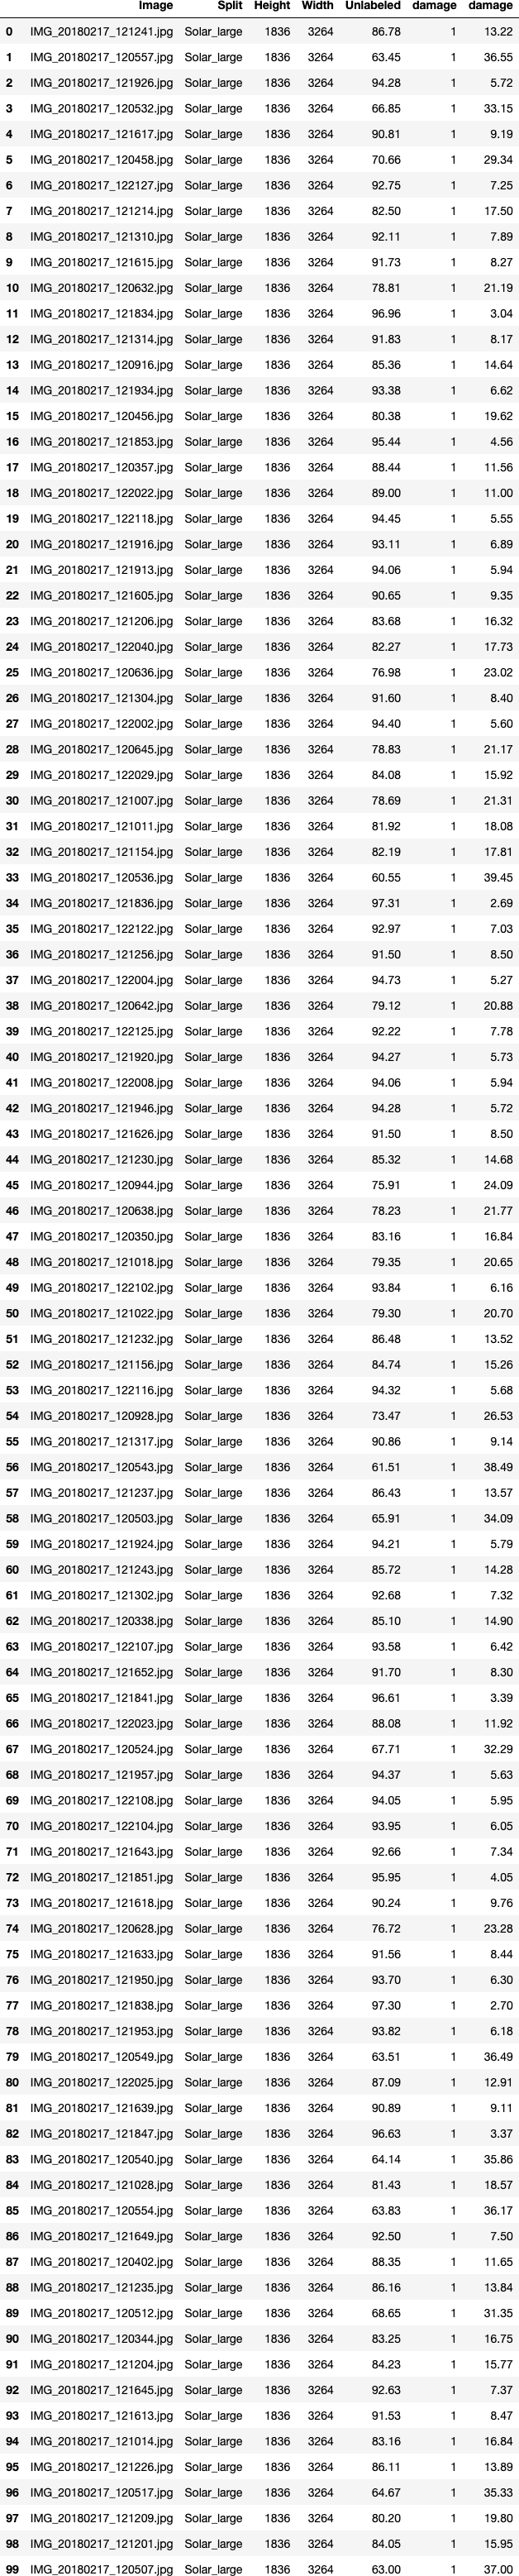 Image Split Height Width Unlabeled damage damage
0 IMG_20180217_121241.jpg Solar_large 1836 3264 86.78 1 13.22
1 IMG_20180217_120557.jpg Solar_large 1836 3264 63.45 1 36.55
2 IMG_20180217_121926.jpg Solar_large 1836 3264 94.28 1 5.72
3 IMG_20180217_120532.jpg Solar_large 1836 3264 66.85 1 33.15
4 IMG_20180217_121617.jpg Solar_large 1836 3264 90.81 1 9.19
5 IMG_20180217_120458.jpg Solar_large 1836 3264 70.66 1 29.34
6 IMG_20180217_122127.jpg Solar_large 1836 3264 92.75 1 7.25
7 IMG_20180217_121214.jpg Solar_large 1836 3264 82.50 1 17.50
8 IMG_20180217_121310.jpg Solar_large 1836 3264 92.11 1 7.89
9 IMG_20180217_121615.jpg Solar_large 1836 3264 91.73 1 8.27
10 IMG_20180217_120632.jpg Solar_large 1836 3264 78.81 1 21.19
11 IMG_20180217_121834.jpg Solar_large 1836 3264 96.96 1 3.04
12 IMG_20180217_121314.jpg Solar_large 1836 3264 91.83 1 8.17
13 IMG_20180217_120916.jpg Solar_large 1836 3264 85.36 1 14.64
14 IMG_20180217_121934.jpg Solar_large 1836 3264 93.38 1 6.62
15 IMG_20180217_120456.jpg Solar_large 1836 3264 80.38 1 19.62
16 IMG_20180217_121853.jpg Solar_large 1836 3264 95.44 1 4.56
17 IMG_20180217_120357.jpg Solar_large 1836 3264 88.44 1 11.56
18 IMG_20180217_122022.jpg Solar_large 1836 3264 89.00 1 11.00
19 IMG_20180217_122118.jpg Solar_large 1836 3264 94.45 1 5.55
20 IMG_20180217_121916.jpg Solar_large 1836 3264 93.11 1 6.89
21 IMG_20180217_121913.jpg Solar_large 1836 3264 94.06 1 5.94
22 IMG_20180217_121605.jpg Solar_large 1836 3264 90.65 1 9.35
23 IMG_20180217_121206.jpg Solar_large 1836 3264 83.68 1 16.32
24 IMG_20180217_122040.jpg Solar_large 1836 3264 82.27 1 17.73
25 IMG_20180217_120636.jpg Solar_large 1836 3264 76.98 1 23.02
26 IMG_20180217_121304.jpg Solar_large 1836 3264 91.60 1 8.40
27 IMG_20180217_122002.jpg Solar_large 1836 3264 94.40 1 5.60
28 IMG_20180217_120645.jpg Solar_large 1836 3264 78.83 1 21.17
29 IMG_20180217_122029.jpg Solar_large 1836 3264 84.08 1 15.92
30 IMG_20180217_121007.jpg Solar_large 1836 3264 78.69 1 21.31
31 IMG_20180217_121011.jpg Solar_large 1836 3264 81.92 1 18.08
32 IMG_20180217_121154.jpg Solar_large 1836 3264 82.19 1 17.81
33 IMG_20180217_120536.jpg Solar_large 1836 3264 60.55 1 39.45
34 IMG_20180217_121836.jpg Solar_large 1836 3264 97.31 1 2.69
35 IMG_20180217_122122.jpg Solar_large 1836 3264 92.97 1 7.03
36 IMG_20180217_121256.jpg Solar_large 1836 3264 91.50 1 8.50
37 IMG_20180217_122004.jpg Solar_large 1836 3264 94.73 1 5.27
38 IMG_20180217_120642.jpg Solar_large 1836 3264 79.12 1 20.88
39 IMG_20180217_122125.jpg Solar_large 1836 3264 92.22 1 7.78
40 IMG_20180217_121920.jpg Solar_large 1836 3264 94.27 1 5.73
41 IMG_20180217_122008.jpg Solar_large 1836 3264 94.06 1 5.94
42 IMG_20180217_121946.jpg Solar_large 1836 3264 94.28 1 5.72
43 IMG_20180217_121626.jpg Solar_large 1836 3264 91.50 1 8.50
44 IMG_20180217_121230.jpg Solar_large 1836 3264 85.32 1 14.68
45 IMG_20180217_120944.jpg Solar_large 1836 3264 75.91 1 24.09
46 IMG_20180217_120638.jpg Solar_large 1836 3264 78.23 1 21.77
47 IMG_20180217_120350.jpg Solar_large 1836 3264 83.16 1 16.84
48 IMG_20180217_121018.jpg Solar_large 1836 3264 79.35 1 20.65
49 IMG_20180217_122102.jpg Solar_large 1836 3264 93.84 1 6.16
50 IMG_20180217_121022.jpg Solar_large 1836 3264 79.30 1 20.70
51 IMG_20180217_121232.jpg Solar_large 1836 3264 86.48 1 13.52
52 IMG_20180217_121156.jpg Solar_large 1836 3264 84.74 1 15.26
53 IMG_20180217_122116.jpg Solar_large 1836 3264 94.32 1 5.68
54 IMG_20180217_120928.jpg Solar_large 1836 3264 73.47 1 26.53
55 IMG_20180217_121317.jpg Solar_large 1836 3264 90.86 1 9.14
56 IMG_20180217_120543.jpg Solar_large 1836 3264 61.51 1 38.49
57 IMG_20180217_121237.jpg Solar_large 1836 3264 86.43 1 13.57
58 IMG_20180217_120503.jpg Solar_large 1836 3264 65.91 1 34.09
59 IMG_20180217_121924.jpg Solar_large 1836 3264 94.21 1 5.79
60 IMG_20180217_121243.jpg Solar_large 1836 3264 85.72 1 14.28
61 IMG_20180217_121302.jpg Solar_large 1836 3264 92.68 1 7.32
62 IMG_20180217_120338.jpg Solar_large 1836 3264 85.10 1 14.90
63 IMG_20180217_122107.jpg Solar_large 1836 3264 93.58 1 6.42
64 IMG_20180217_121652.jpg Solar_large 1836 3264 91.70 1 8.30
65 IMG_20180217_121841.jpg Solar_large 1836 3264 96.61 1 3.39
66 IMG_20180217_122023.jpg Solar_large 1836 3264 88.08 1 11.92
67 IMG_20180217_120524.jpg Solar_large 1836 3264 67.71 1 32.29
68 IMG_20180217_121957.jpg Solar_large 1836 3264 94.37 1 5.63
69 IMG_20180217_122108.jpg Solar_large 1836 3264 94.05 1 5.95
70 IMG_20180217_122104.jpg Solar_large 1836 3264 93.95 1 6.05
71 IMG_20180217_121643.jpg Solar_large 1836 3264 92.66 1 7.34
72 IMG_20180217_121851.jpg Solar_large 1836 3264 95.95 1 4.05
73 IMG_20180217_121618.jpg Solar_large 1836 3264 90.24 1 9.76
74 IMG_20180217_120628.jpg Solar_large 1836 3264 76.72 1 23.28
75 IMG_20180217_121633.jpg Solar_large 1836 3264 91.56 1 8.44
76 IMG_20180217_121950.jpg Solar_large 1836 3264 93.70 1 6.30
77 IMG_20180217_121838.jpg Solar_large 1836 3264 97.30 1 2.70
78 IMG_20180217_121953.jpg Solar_large 1836 3264 93.82 1 6.18
79 IMG_20180217_120549.jpg Solar_large 1836 3264 63.51 1 36.49
80 IMG_20180217_122025.jpg Solar_large 1836 3264 87.09 1 12.91
81 IMG_20180217_121639.jpg Solar_large 1836 3264 90.89 1 9.11
82 IMG_20180217_121847.jpg Solar_large 1836 3264 96.63 1 3.37
83 IMG_20180217_120540.jpg Solar_large 1836 3264 64.14 1 35.86
84 IMG_20180217_121028.jpg Solar_large 1836 3264 81.43 1 18.57
85 IMG_20180217_120554.jpg Solar_large 1836 3264 63.83 1 36.17
86 IMG_20180217_121649.jpg Solar_large 1836 3264 92.50 1 7.50
87 IMG_20180217_120402.jpg Solar_large 1836 3264 88.35 1 11.65
88 IMG_20180217_121235.jpg Solar_large 1836 3264 86.16 1 13.84
89 IMG_20180217_120512.jpg Solar_large 1836 3264 68.65 1 31.35
90 IMG_20180217_120344.jpg Solar_large 1836 3264 83.25 1 16.75
91 IMG_20180217_121204.jpg Solar_large 1836 3264 84.23 1 15.77
92 IMG_20180217_121645.jpg Solar_large 1836 3264 92.63 1 7.37
93 IMG_20180217_121613.jpg Solar_large 1836 3264 91.53 1 8.47
94 IMG_20180217_121014.jpg Solar_large 1836 3264 83.16 1 16.84
95 IMG_20180217_121226.jpg Solar_large 1836 3264 86.11 1 13.89
96 IMG_20180217_120517.jpg Solar_large 1836 3264 64.67 1 35.33
97 IMG_20180217_121209.jpg Solar_large 1836 3264 80.20 1 19.80
98 IMG_20180217_121201.jpg Solar_large 1836 3264 84.05 1 15.95
99 IMG_20180217_120507.jpg Solar_large 1836 3264 63.00 1 37.00